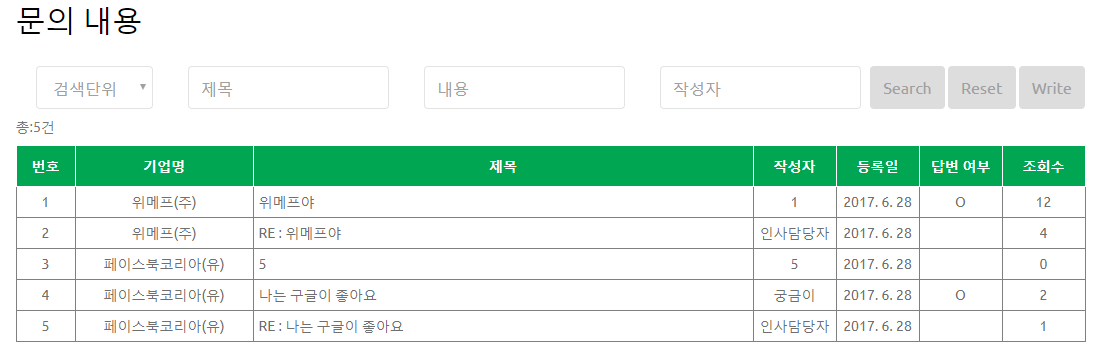 문의 내용
검색단위 제목 내용 작성자 Search Reset Write
총:5건
번호 기업명 제목 작성자 등록일 답변 여부 조회수
1 위메프(주) 위메프야 1 2017. 6. 28 O 12
2 위메프(주) RE : 위메프야 인사담당자 2017. 6. 28 4
3 페이스북코리아(유) 5 5 2017. 6. 28 0
4 페이스북코리아(유) 나는 구글이 좋아요 궁금이 2017. 6. 28 O 2
5 페이스북코리아(유) RE : 나는 구글이 좋아요 인사담당자 2017. 6. 28 1